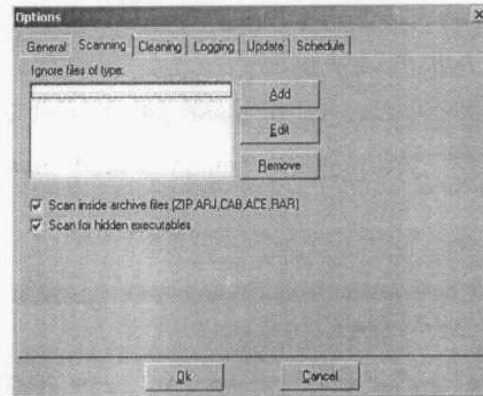 Options
General Scanning Cleaning Logging Update Schedule
Ignore files of type:
Add
Edit
Remove
Scan inside archive files (ZIP,ARJ,CAB,ACE,RAR)
Scan for hidden executables
Ok Cancel